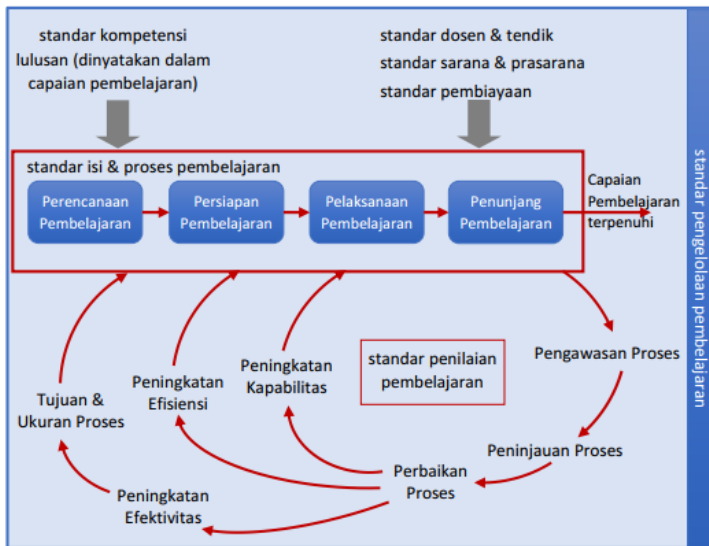 standar kompetensi
lulusan (dinyatakan dalam
capaian pembelajaran)
standar dosen & tendik
standar sarana & prasarana
standar pembiayaan
standar isi & proses pembelajaran
Perencanaan
Pembelajaran
Persiapan
Pembelajaran
Pelaksanaan
Pembelajaran
Penunjang
Pembelajaran
Capaian
Pembelajaran
terpenuhi
standar pengelolaan pembelajaran
Tujuan &
Ukuran Proses
Peningkatan
Efisiensi
Peningkatan
Kapabilitas
standar penilaian
pembelajaran
Pengawasan Proses
Peninjauan Proses
Perbaikan
Proses
Peningkatan
Efektivitas